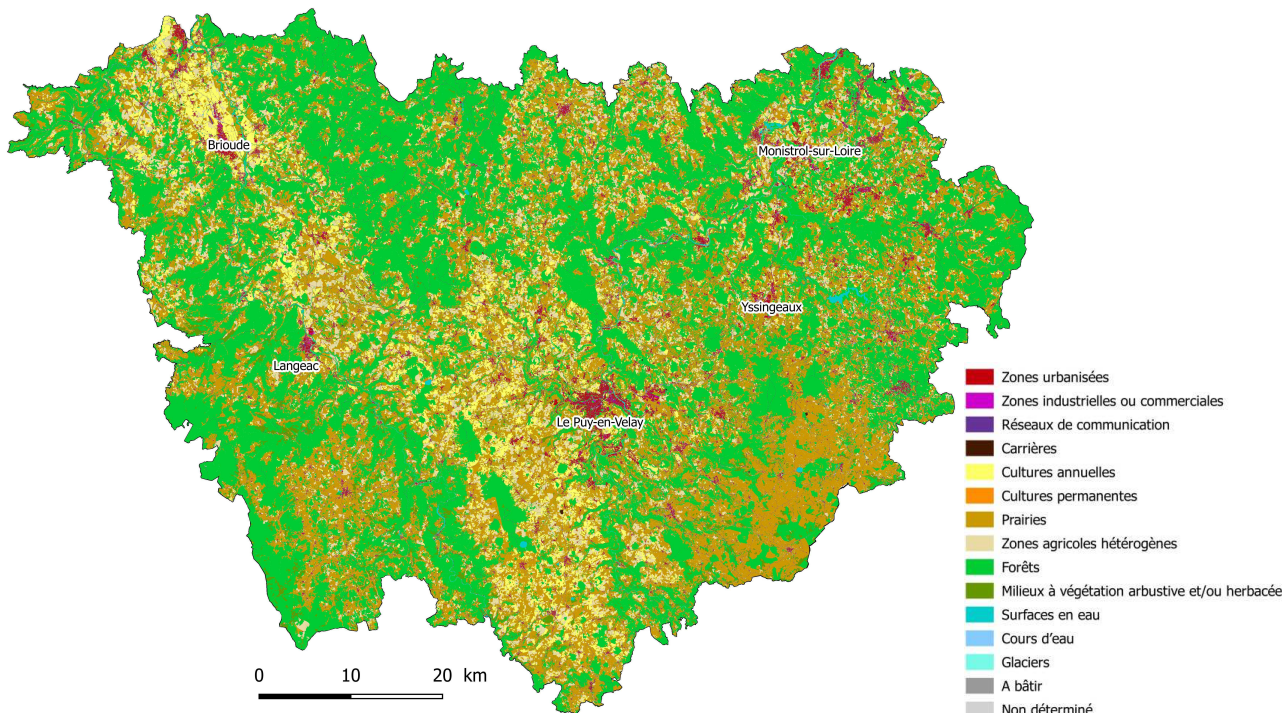 Brioude
Monistrol-sur-Loire
Yssingeaux
Langeac
Le Puy-en-Velay
Zones urbanisées
Zones industrielles ou commerciales
Réseaux de communication
Carrières
Cultures annuelles
Cultures permanentes
Prairies
Zones agricoles hétérogènes
Forêts
Milieux à végétation arbustive et/ou herbacée
Surfaces en eau
Cours d'eau
Glaciers
A bâtir
Non déterminé
0 10 20 km